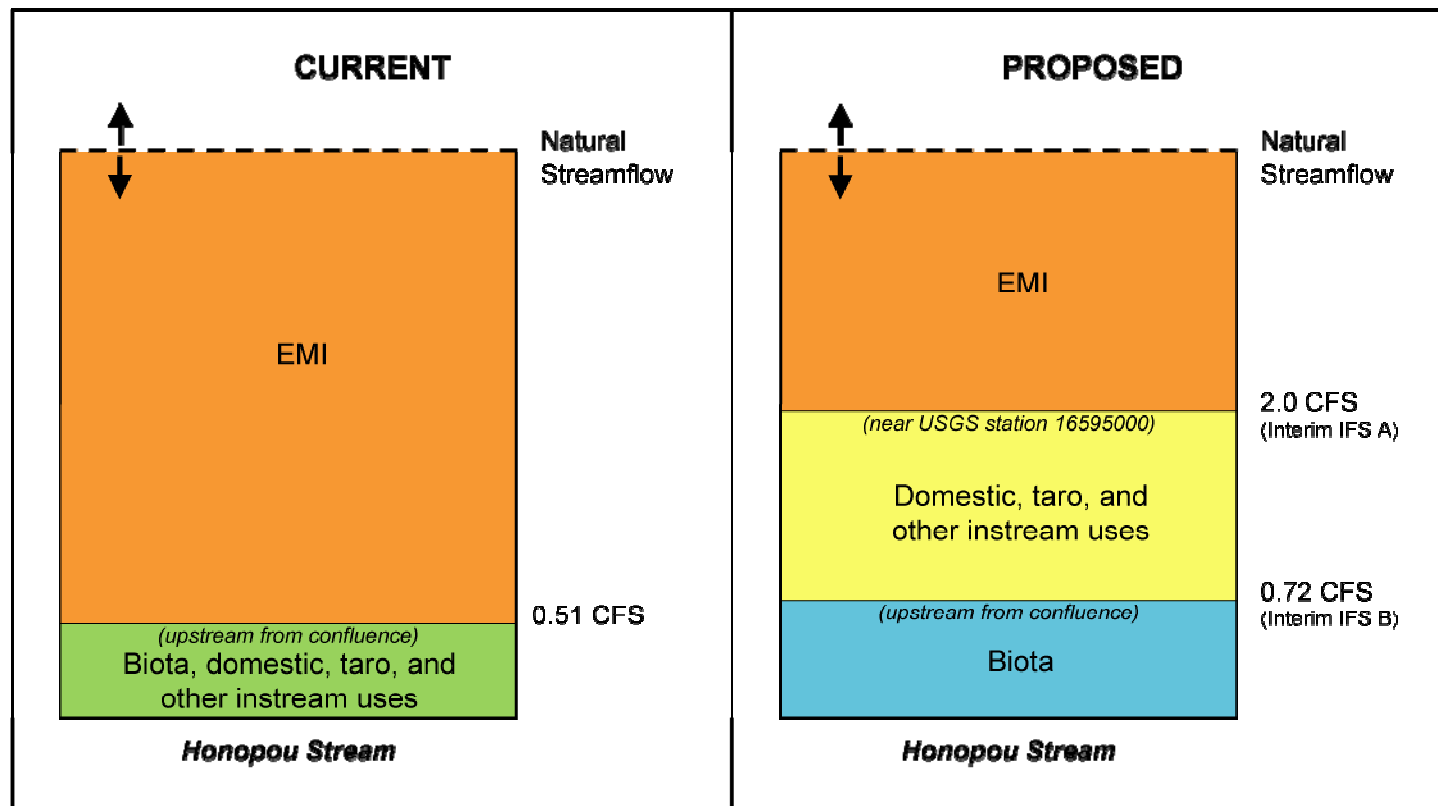 CURRENT
Natural
Streamflow
EMI
0.51 CFS
(upstream from confluence)
Biota, domestic, taro, and
other instream uses
Honopou Stream
PROPOSED
Natural
Streamflow
EMI
2.0 CFS
(Interim IFS A)
(near USGS station 16595000)
Domestic, taro, and
other instream uses
0.72 CFS
(Interim IFS B)
(upstream from confluence)
Biota
Honopou Stream